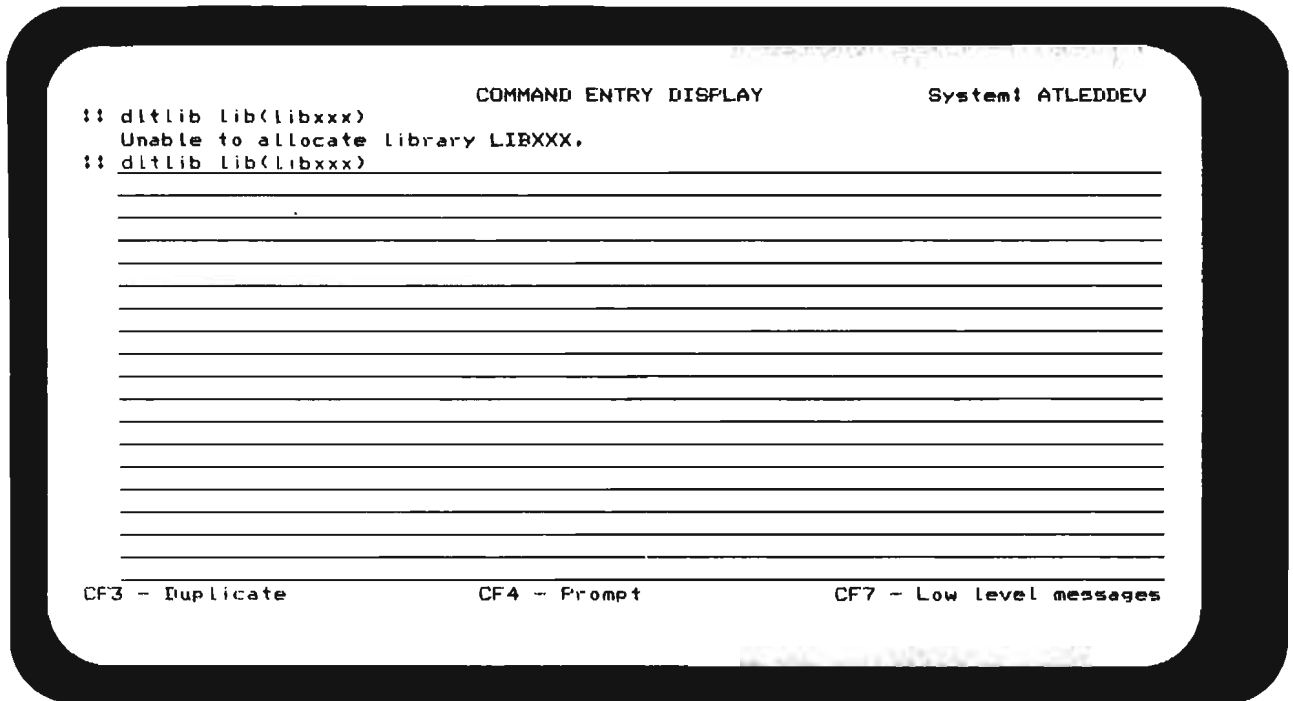 COMMAND ENTRY DISPLAY System: ATLEDDEV
:: dltlib lib(libxxx)
Unable to allocate library LIBXXX.
:: dltlib lib(libxxx)
CF3 - Duplicate CF4 - Prompt CF7 - Low level messages